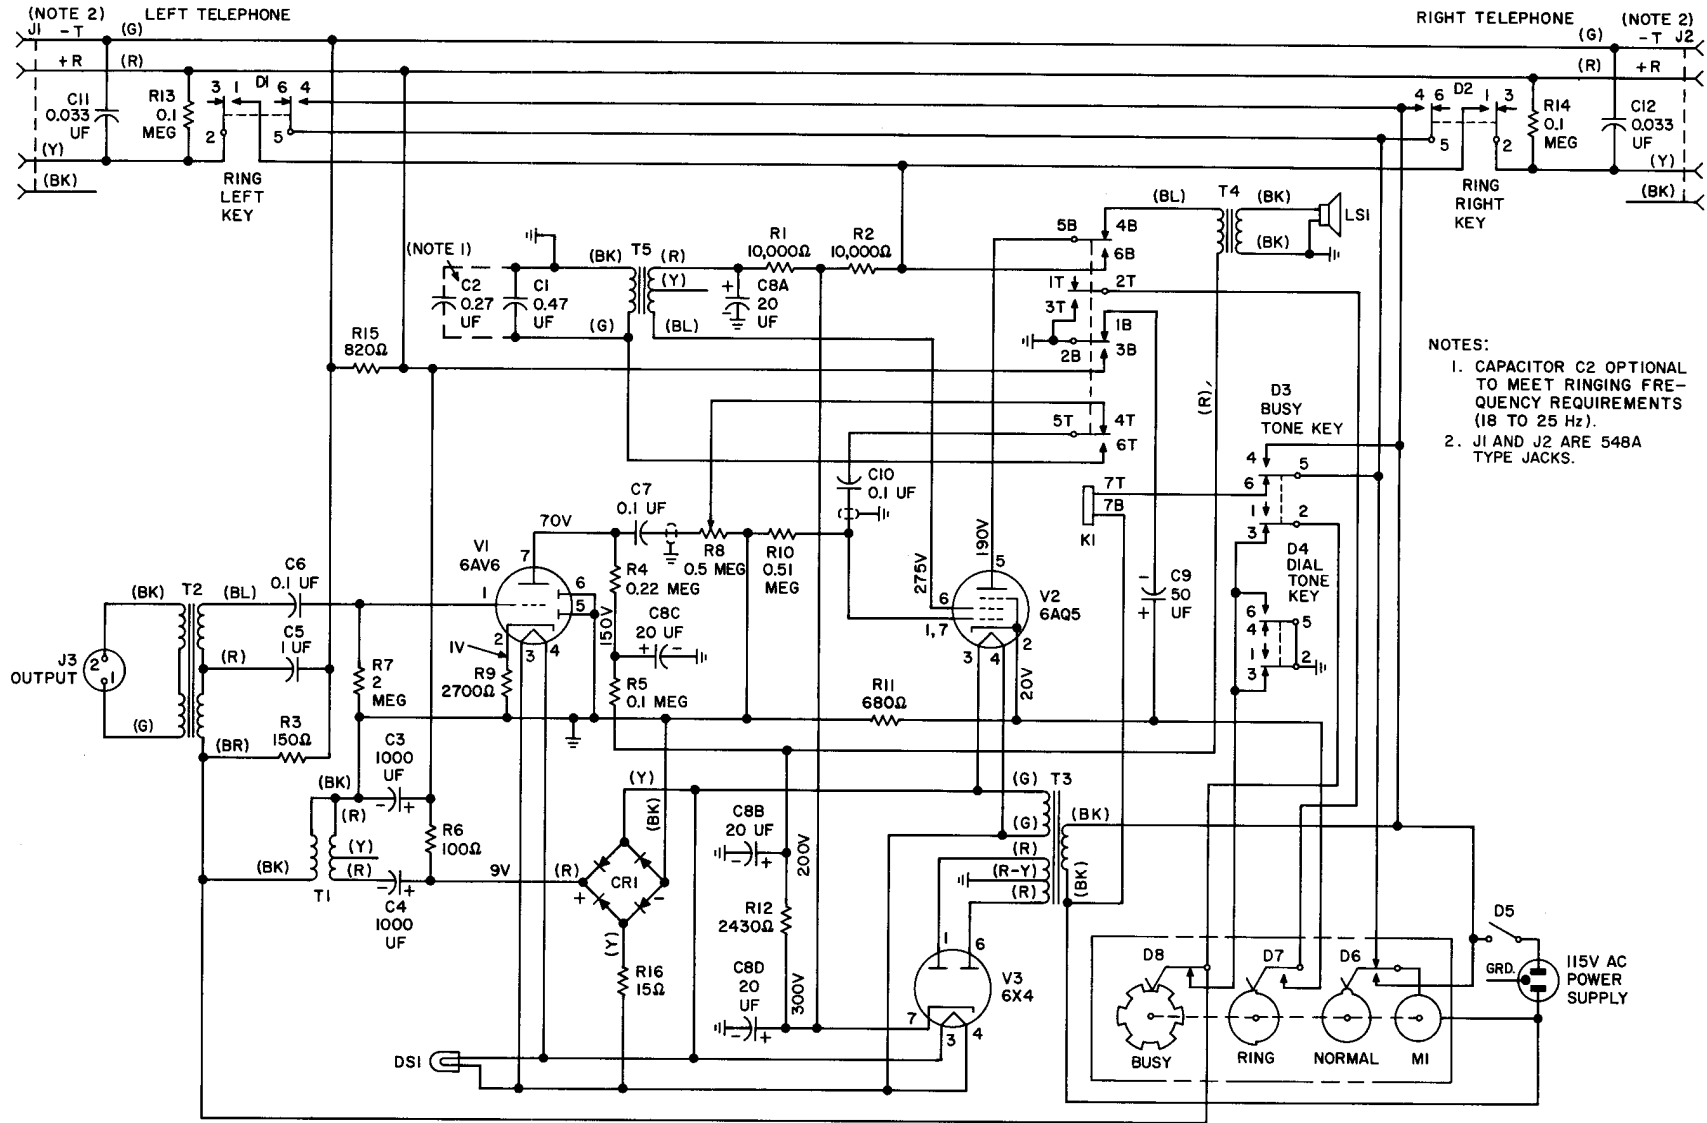 (NOTE 2) LEFT TELEPHONE RIGHT TELEPHONE (NOTE 2)
J1 -T (G) (G) -T J2
+R (R) (R) +R
C11
0.033
UF
R13
0.1
MEG
3 1 D1 6 4
2 5
4 6 D2 1 3
5 2
R14
0.1
MEG
C12
0.033
UF
(Y) (Y)
(BK) (BK)
RING
LEFT
KEY
RING
RIGHT
KEY
(NOTE 1)
C2
0.27
UF
C1
0.47
UF
(BK) T5 (R)
(Y)
(G) (BL)
+ C8A
20
- UF
R1
10,000Ω
R2
10,000Ω
5B 4B
6B
1T 2T
3T
1B
2B 3B
5T 4T
6T
(BL) T4 (BK)
(BK)
LS1
(R)
R15
820Ω
NOTES:
1. CAPACITOR C2 OPTIONAL
TO MEET RINGING FRE-
QUENCY REQUIREMENTS
(18 TO 25 Hz).
2. J1 AND J2 ARE 548A
TYPE JACKS.
D3
BUSY
TONE KEY
4 5
6
1 2
3
D4
DIAL
TONE
KEY
6 5
4
1 2
3
7T
7B
K1
C10
0.1 UF
C7
0.1 UF
70V
R8
0.5 MEG
R10
0.51
MEG
V1
6AV6
7
1 6
5
2 3 4
1V
R9
2700Ω
R4
0.22 MEG
150V
C8C
20 UF
+ -
R5
0.1 MEG
190V
275V
5
6
1,7
V2
6AQ5
2
3 4
20V
-
C9
50
UF
+
R11
680Ω
C6
0.1 UF
(BK) T2 (BL)
C5
1 UF
(R)
J3
OUTPUT
2
1
(G)
R7
2
MEG
R3
150Ω
(BR)
C3
1000
UF
- +
(BK)
(R)
(Y)
(BK) (R)
T1
- +
C4
1000
UF
R6
100Ω
9V (R)
(Y)
(BK)
CR1
+ -
(Y)
R16
15Ω
C8B
20 UF
- +
200V
R12
2430Ω
C8D
20
UF
- +
300V
(G) T3
(G)
(R)
(R-Y)
(R)
(BK)
(BK)
1 6
V3
6X4
7 3 4
DS1
D8 D7 D6
BUSY RING NORMAL M1
D5
GRD.
115V AC
POWER
SUPPLY